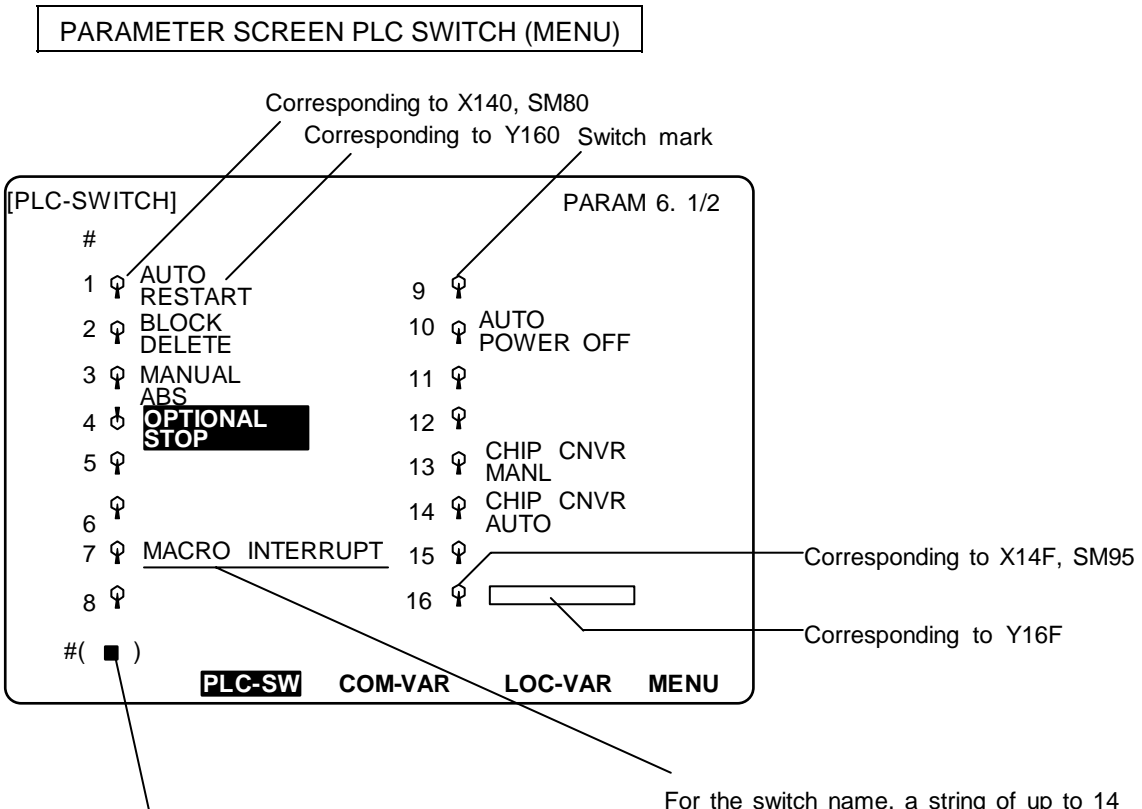 PARAMETER SCREEN PLC SWITCH (MENU)
Corresponding to X140, SM80
Corresponding to Y160
Switch mark
[PLC-SWITCH]
PARAM 6. 1/2
#
1 AUTO
RESTART
2 BLOCK
DELETE
3 MANUAL
ABS
4 OPTIONAL
STOP
5
6
7 MACRO INTERRUPT
8
9
10 AUTO
POWER OFF
11
12
13 CHIP CNVR
MANL
14 CHIP CNVR
AUTO
15
16
Corresponding to X14F, SM95
Corresponding to Y16F
#( )
PLC-SW COM-VAR LOC-VAR MENU
For the switch name, a string of up to 14